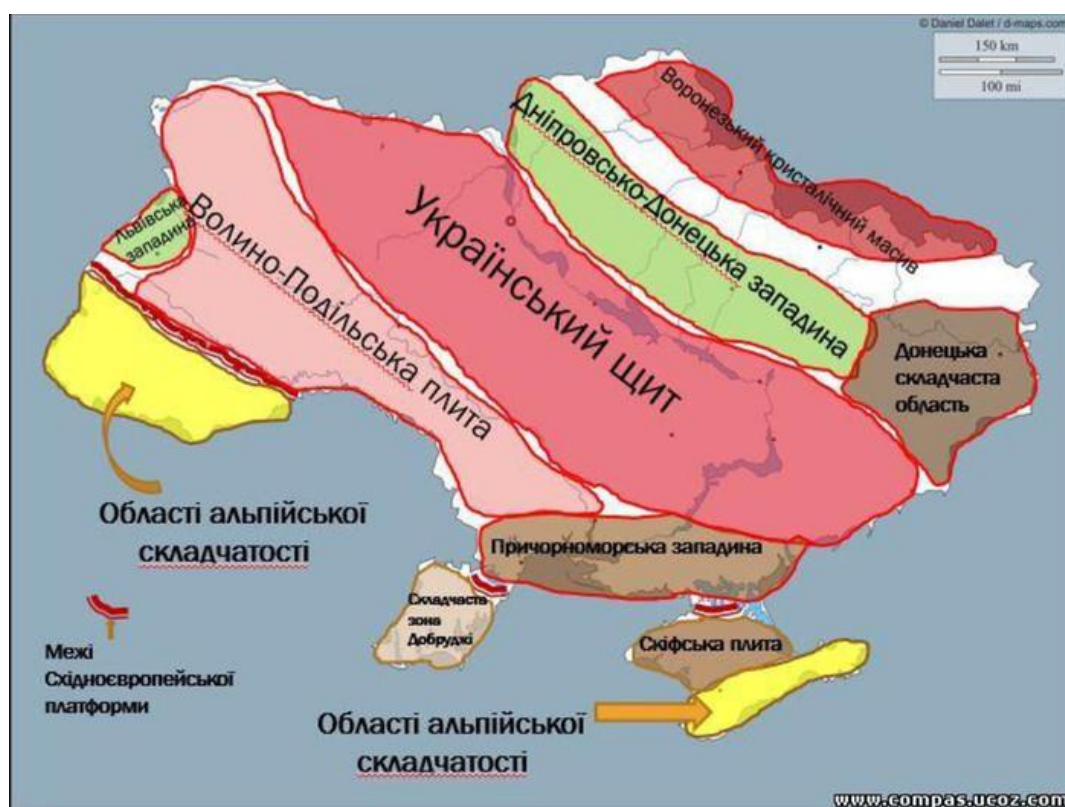 © Daniel Dalet / d-maps.com
150 km
100 mi
Воронезький кристалічний масив
Дніпровсько-Донецька западина
Український щит
Львівська
западина
Волино-Подільська плита
Донецька
складчаста
область
Області альпійської
складчатості
Причорноморська западина
Складчаста
зона
Добруджі
Скіфська плита
Межі
Східноєвропейської
платформи
Області альпійської
складчатості
www.compas.ucoz.com